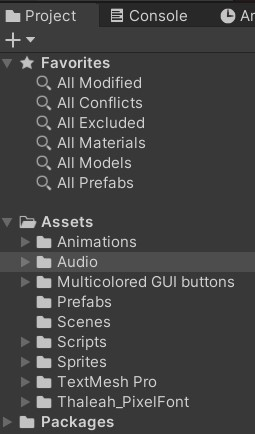 Project Console An
Favorites
All Modified
All Conflicts
All Excluded
All Materials
All Models
All Prefabs
Assets
Animations
Audio
Multicolored GUI buttons
Prefabs
Scenes
Scripts
Sprites
TextMesh Pro
Thaleah_PixelFont
Packages